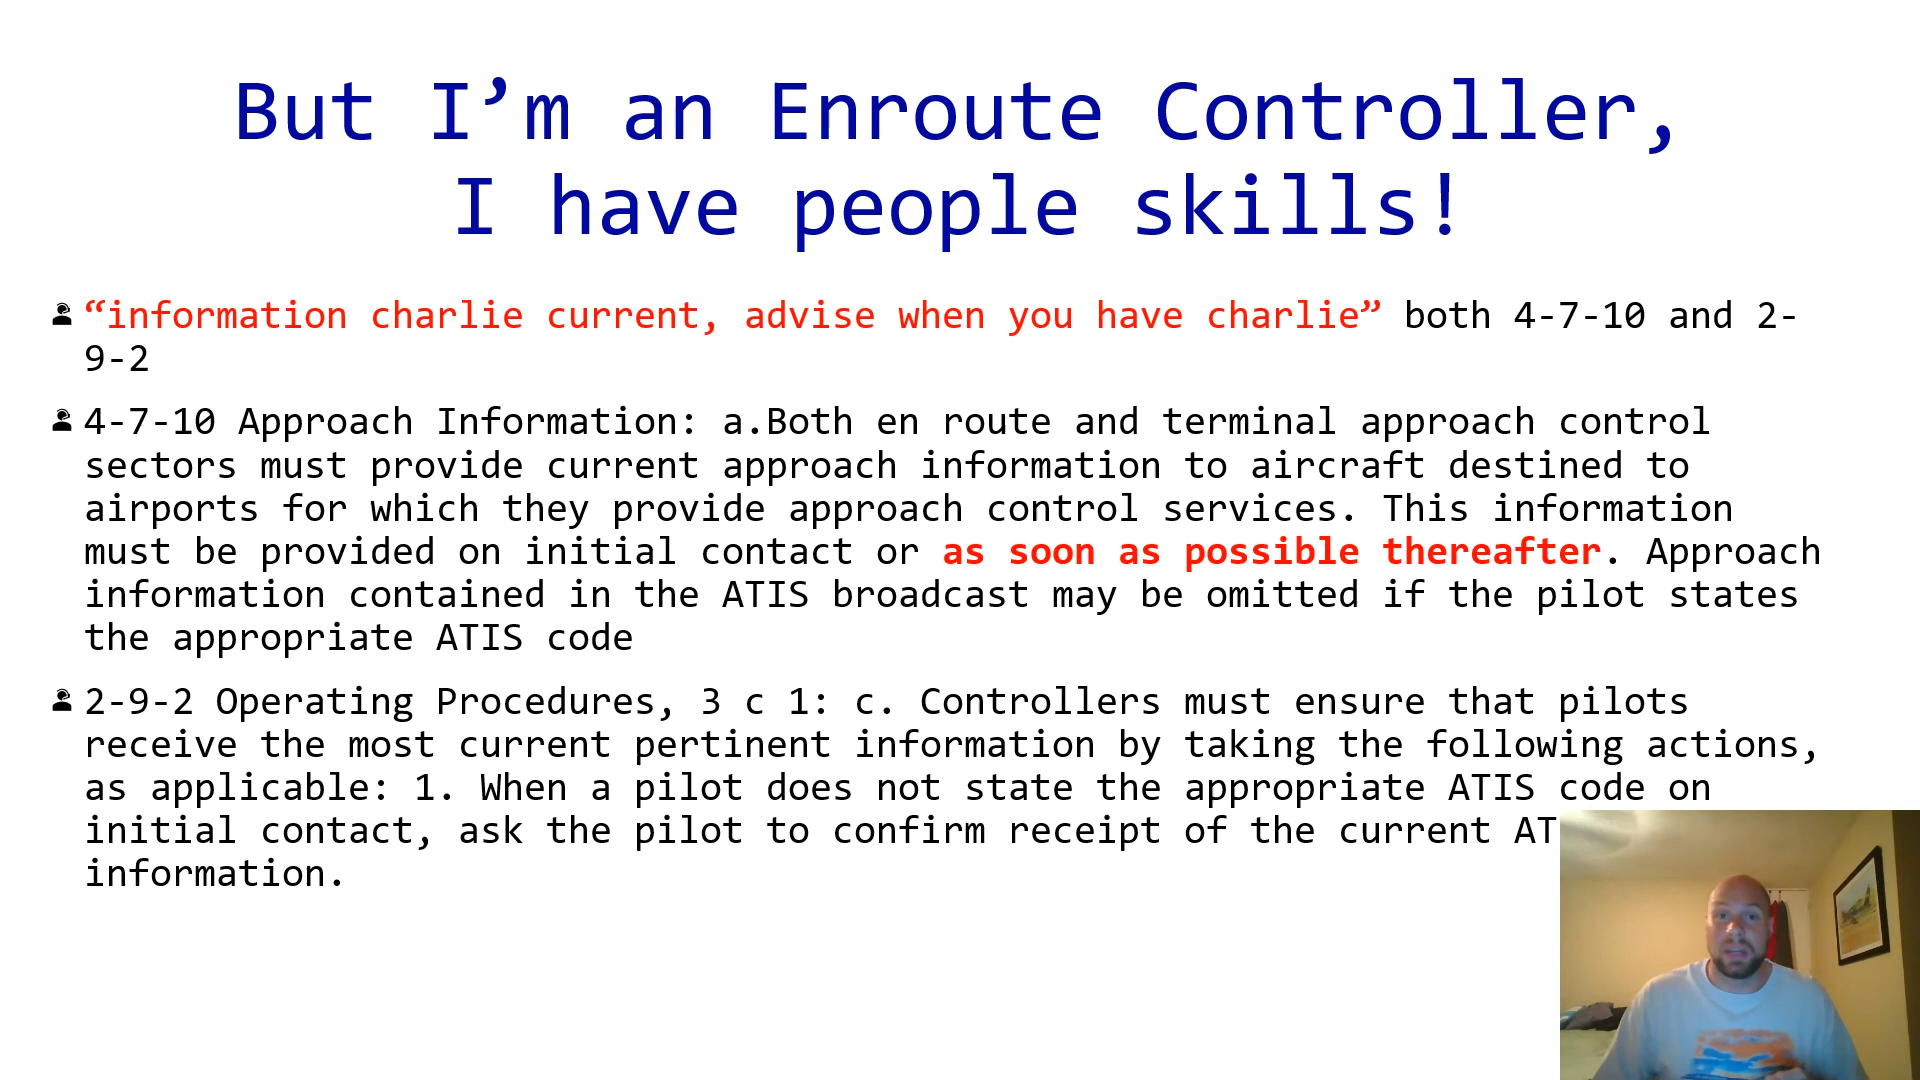 But I’m an Enroute Controller,
I have people skills!
“information charlie current, advise when you have charlie” both 4-7-10 and 2-
9-2
4-7-10 Approach Information: a.Both en route and terminal approach control
sectors must provide current approach information to aircraft destined to
airports for which they provide approach control services. This information
must be provided on initial contact or as soon as possible thereafter. Approach
information contained in the ATIS broadcast may be omitted if the pilot states
the appropriate ATIS code
2-9-2 Operating Procedures, 3 c 1: c. Controllers must ensure that pilots
receive the most current pertinent information by taking the following actions,
as applicable: 1. When a pilot does not state the appropriate ATIS code on
initial contact, ask the pilot to confirm receipt of the current AT
information.